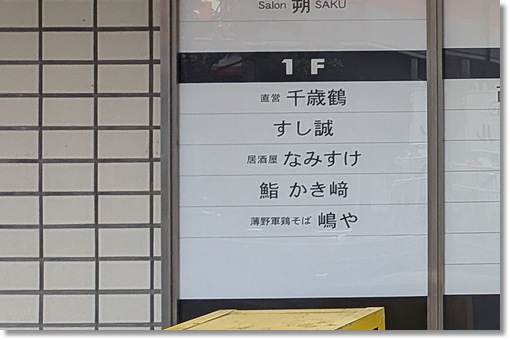 Salon 朔 SAKU
1F
直営 千歳鶴
すし誠
居酒屋 なみすけ
鮨 かき﨑
薄野軍鶏そば 嶋や